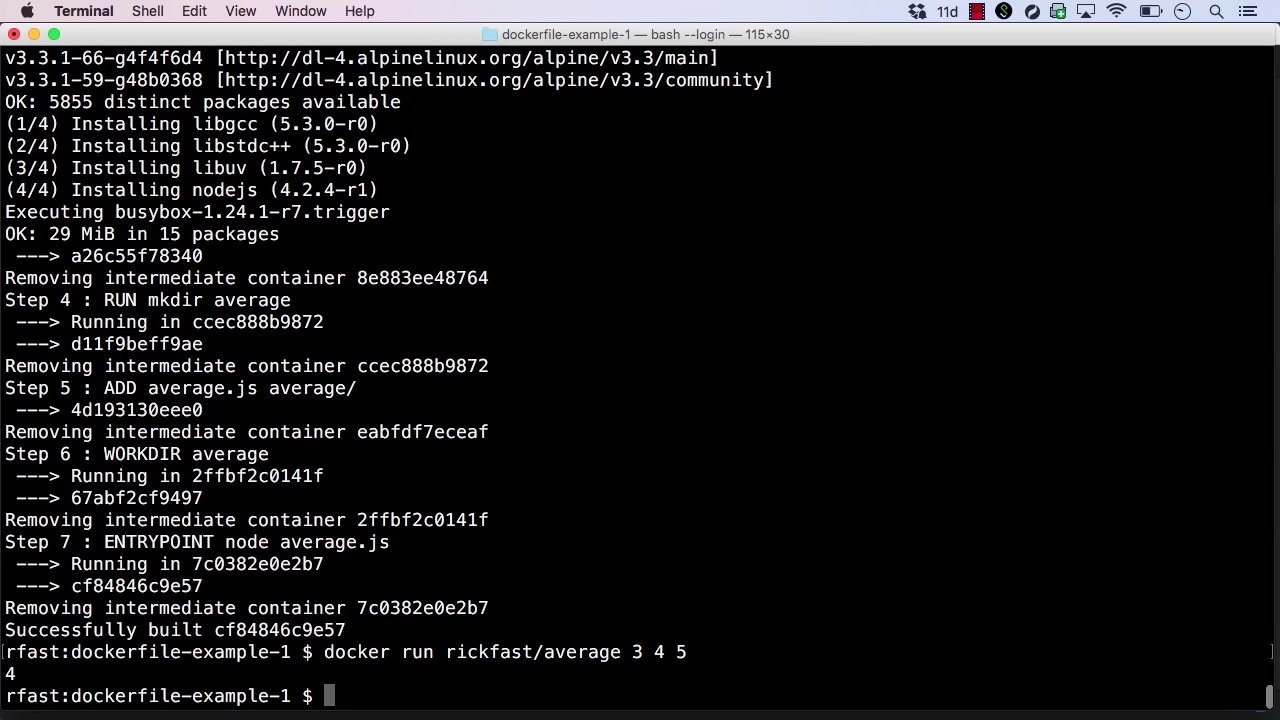 Terminal Shell Edit View Window Help 11d
dockerfile-example-1 — bash --login — 115×30
v3.3.1-66-g4f4f6d4 [http://dl-4.alpinelinux.org/alpine/v3.3/main]
v3.3.1-59-g48b0368 [http://dl-4.alpinelinux.org/alpine/v3.3/community]
OK: 5855 distinct packages available
(1/4) Installing libgcc (5.3.0-r0)
(2/4) Installing libstdc++ (5.3.0-r0)
(3/4) Installing libuv (1.7.5-r0)
(4/4) Installing nodejs (4.2.4-r1)
Executing busybox-1.24.1-r7.trigger
OK: 29 MiB in 15 packages
 ---> a26c55f78340
Removing intermediate container 8e883ee48764
Step 4 : RUN mkdir average
 ---> Running in ccec888b9872
 ---> d11f9beff9ae
Removing intermediate container ccec888b9872
Step 5 : ADD average.js average/
 ---> 4d193130eee0
Removing intermediate container eabfdf7eceaf
Step 6 : WORKDIR average
 ---> Running in 2ffbf2c0141f
 ---> 67abf2cf9497
Removing intermediate container 2ffbf2c0141f
Step 7 : ENTRYPOINT node average.js
 ---> Running in 7c0382e0e2b7
 ---> cf84846c9e57
Removing intermediate container 7c0382e0e2b7
Successfully built cf84846c9e57
[rfast:dockerfile-example-1 $ docker run rickfast/average 3 4 5 ]
4
rfast:dockerfile-example-1 $